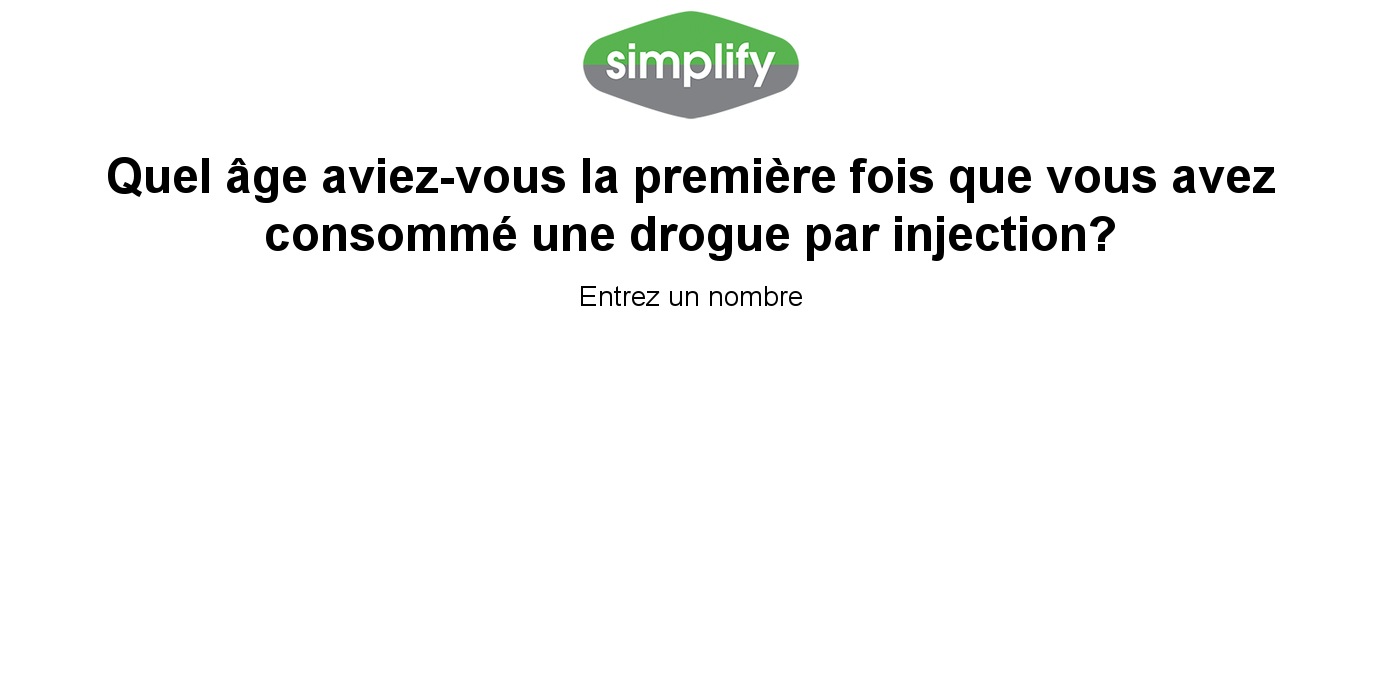 simplify
Quel âge aviez-vous la première fois que vous avez
consommé une drogue par injection?
Entrez un nombre